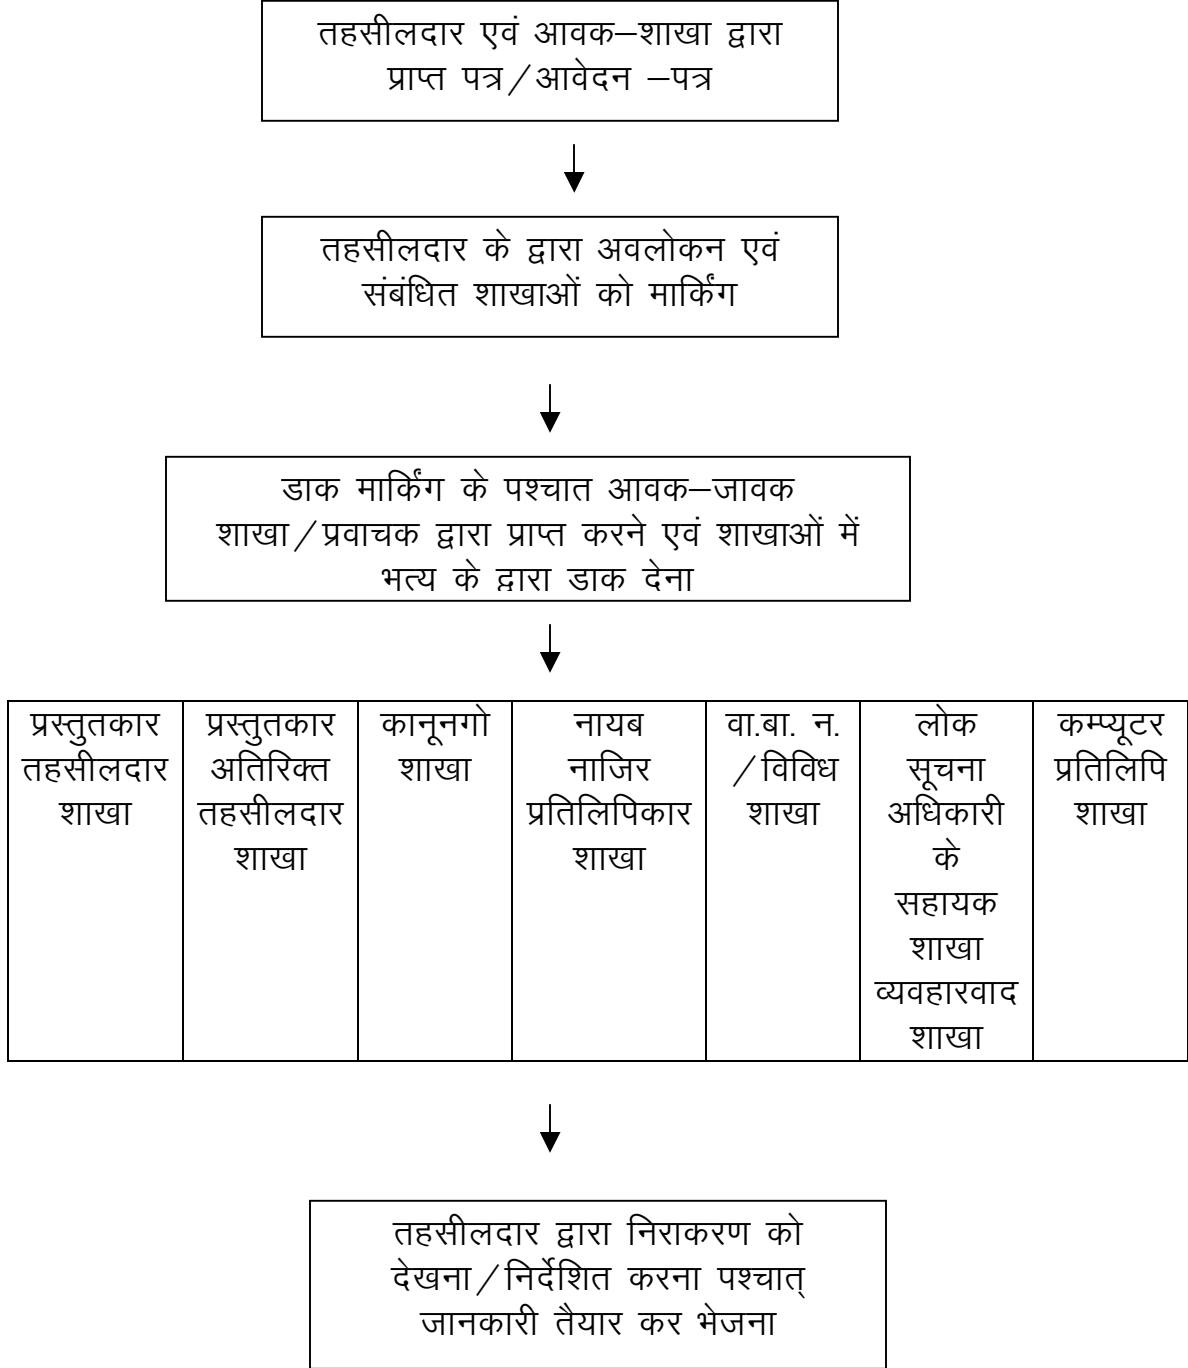 तहसीलदार एवं आवक–शाखा द्वारा
प्राप्त पत्र/आवेदन –पत्र
तहसीलदार के द्वारा अवलोकन एवं
संबंधित शाखाओं को मार्किंग
डाक मार्किंग के पश्चात आवक–जावक
शाखा/प्रवाचक द्वारा प्राप्त करने एवं शाखाओं में
भत्य के द्वारा डाक देना
प्रस्तुतकार
तहसीलदार
शाखा
प्रस्तुतकार
अतिरिक्त
तहसीलदार
शाखा
कानूनगो
शाखा
नायब
नाजिर
प्रतिलिपिकार
शाखा
वा.बा. न.
/विविध
शाखा
लोक
सूचना
अधिकारी
के
सहायक
शाखा
व्यवहारवाद
शाखा
कम्प्यूटर
प्रतिलिपि
शाखा
तहसीलदार द्वारा निराकरण को
देखना/निर्देशित करना पश्चात्
जानकारी तैयार कर भेजना